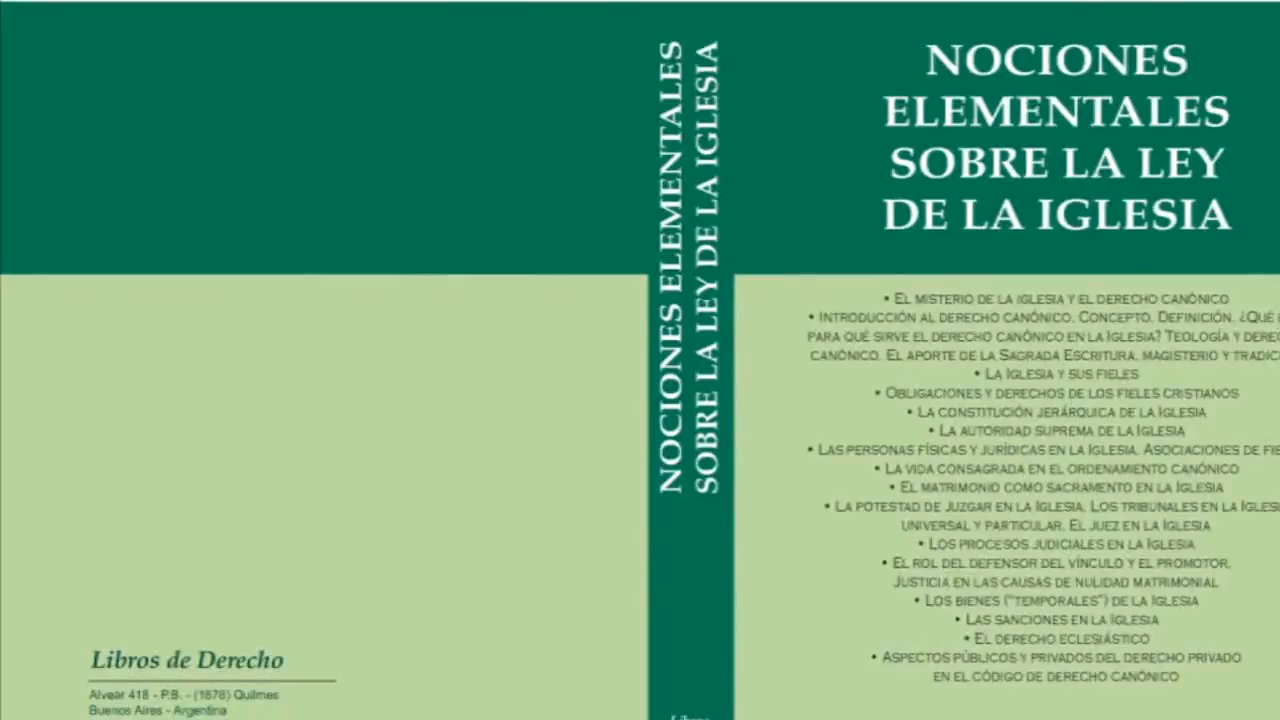 NOCIONES
ELEMENTALES
SOBRE LA LEY
DE LA IGLESIA
• EL MISTERIO DE LA IGLESIA Y EL DERECHO CANÓNICO
• INTRODUCCIÓN AL DERECHO CANÓNICO. CONCEPTO. DEFINICIÓN. ¿QUÉ
PARA QUÉ SIRVE EL DERECHO CANÓNICO EN LA IGLESIA? TEOLOGÍA Y
CANÓNICO. EL APORTE DE LA SAGRADA ESCRITURA, MAGISTERIO Y
• LA IGLESIA Y SUS FIELES
• OBLIGACIONES Y DERECHOS DE LOS FIELES CRISTIANOS
• LA CONSTITUCIÓN JERÁRQUICA DE LA IGLESIA
• LA AUTORIDAD SUPREMA DE LA IGLESIA
• LAS PERSONAS FÍSICAS Y JURÍDICAS EN LA IGLESIA. ASOCIACIONES DE
• LA VIDA CONSAGRADA EN EL ORDENAMIENTO CANÓNICO
• EL MATRIMONIO COMO SACRAMENTO EN LA IGLESIA
• LA POTESTAD DE JUZGAR EN LA IGLESIA. LOS TRIBUNALES EN LA
UNIVERSAL Y PARTICULAR. EL JUEZ EN LA IGLESIA
• LOS PROCESOS JUDICIALES EN LA IGLESIA
• EL ROL DEL DEFENSOR DEL VÍNCULO Y EL PROMOTOR.
JUSTICIA EN LAS CAUSAS DE NULIDAD MATRIMONIAL
• LOS BIENES ("TEMPORALES") DE LA IGLESIA
• LAS SANCIONES EN LA IGLESIA
• EL DERECHO ECLESIÁSTICO
• ASPECTOS PÚBLICOS Y PRIVADOS DEL DERECHO PRIVADO
EN EL CÓDIGO DE DERECHO CANÓNICO
NOCIONES ELEMENTALES
SOBRE LA LEY DE LA IGLESIA
Libros de Derecho
Alvear 418 - P.B. - (1878) Quilmes
Buenos Aires - Argentina